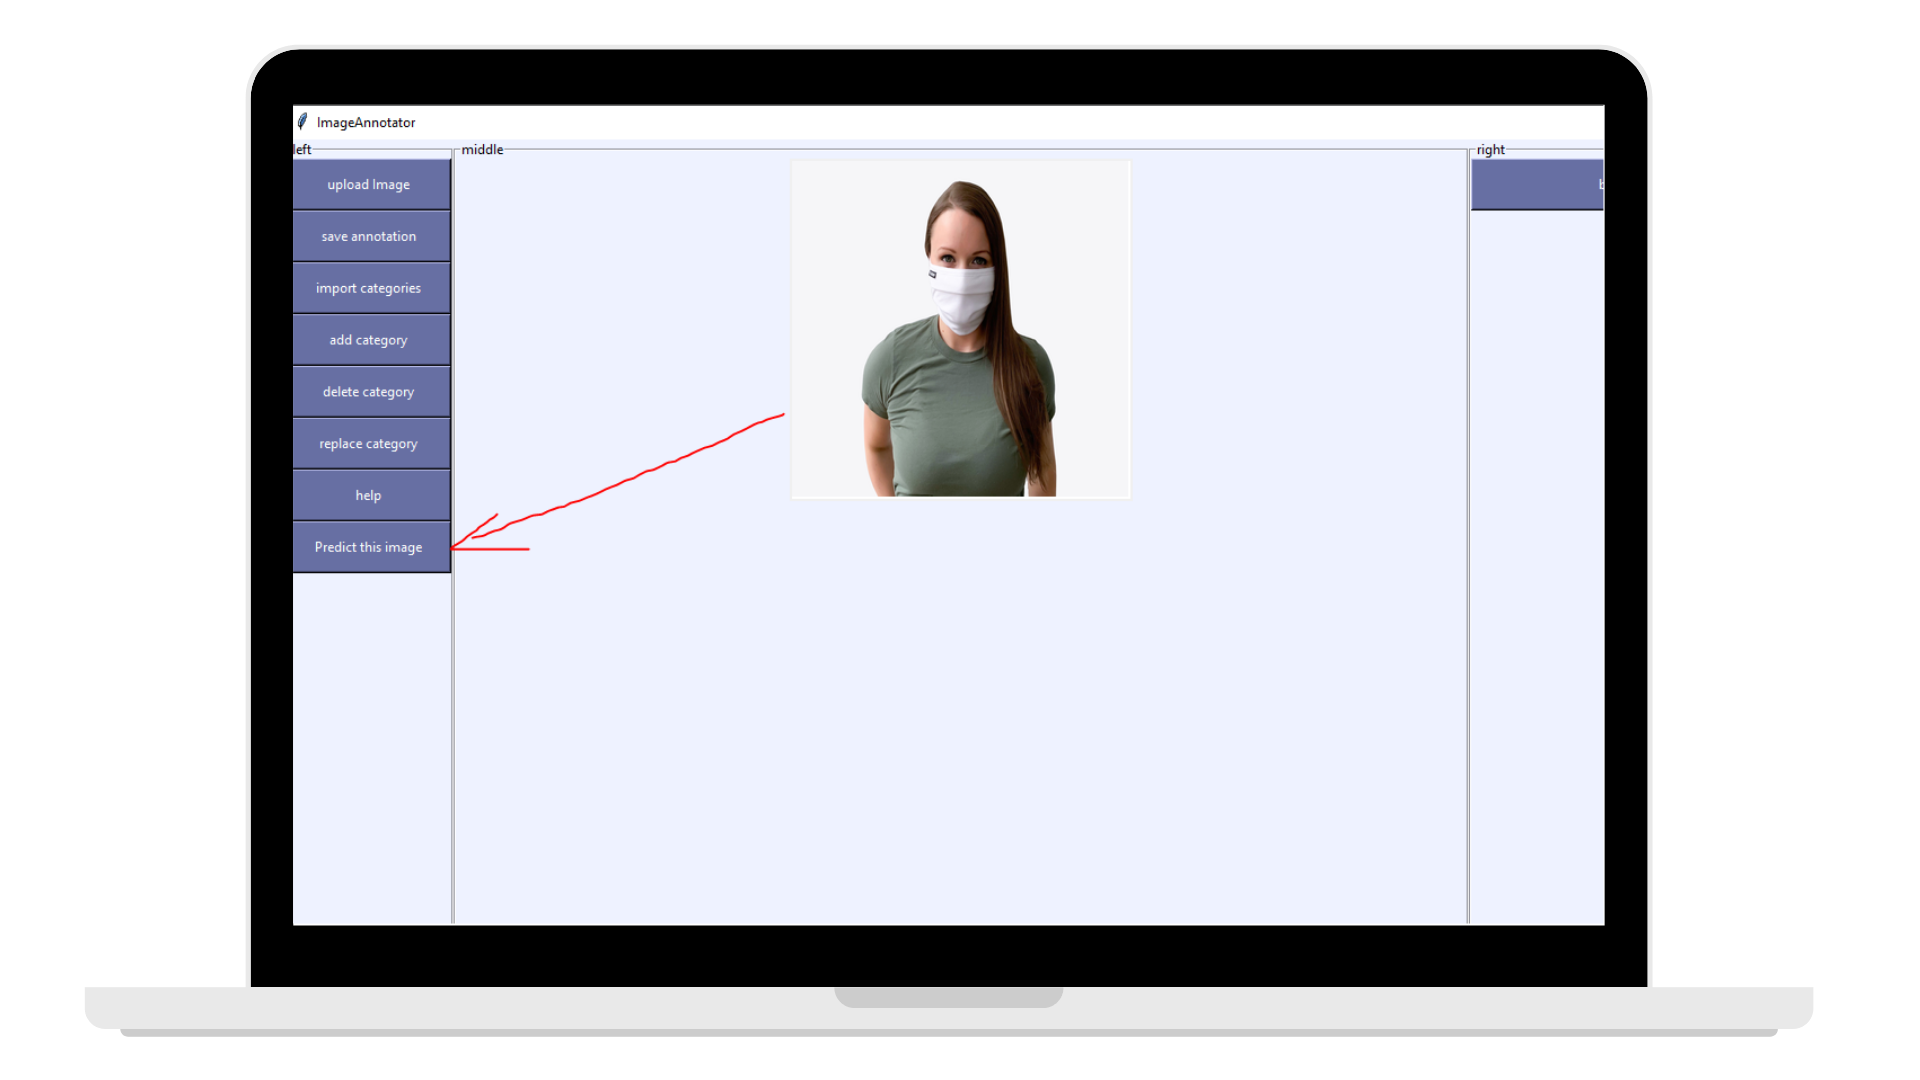 ImageAnnotator
left
middle
right
upload Image
save annotation
import categories
add category
delete category
replace category
help
Predict this image